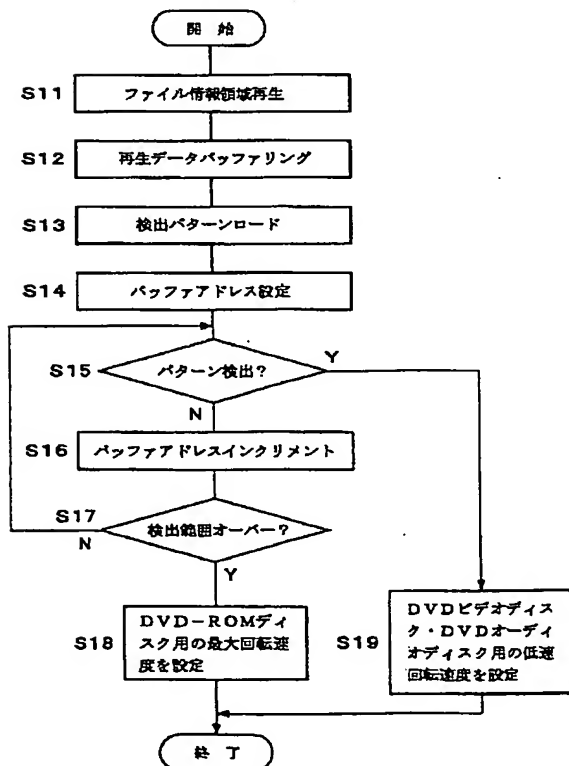 開 始
S11
ファイル情報領域再生
S12
再生データバッファリング
S13
検出パターンロード
S14
バッファアドレス設定
S15
パターン検出？
Y
N
S16
バッファアドレスインクリメント
S17
検出範囲オーバー？
N
Y
S18
DVD－ROMディ
スク用の最大回転速
度を設定
S19
DVDビデオディス
ク・DVDオーディ
オディスク用の低速
回転速度を設定
終 了